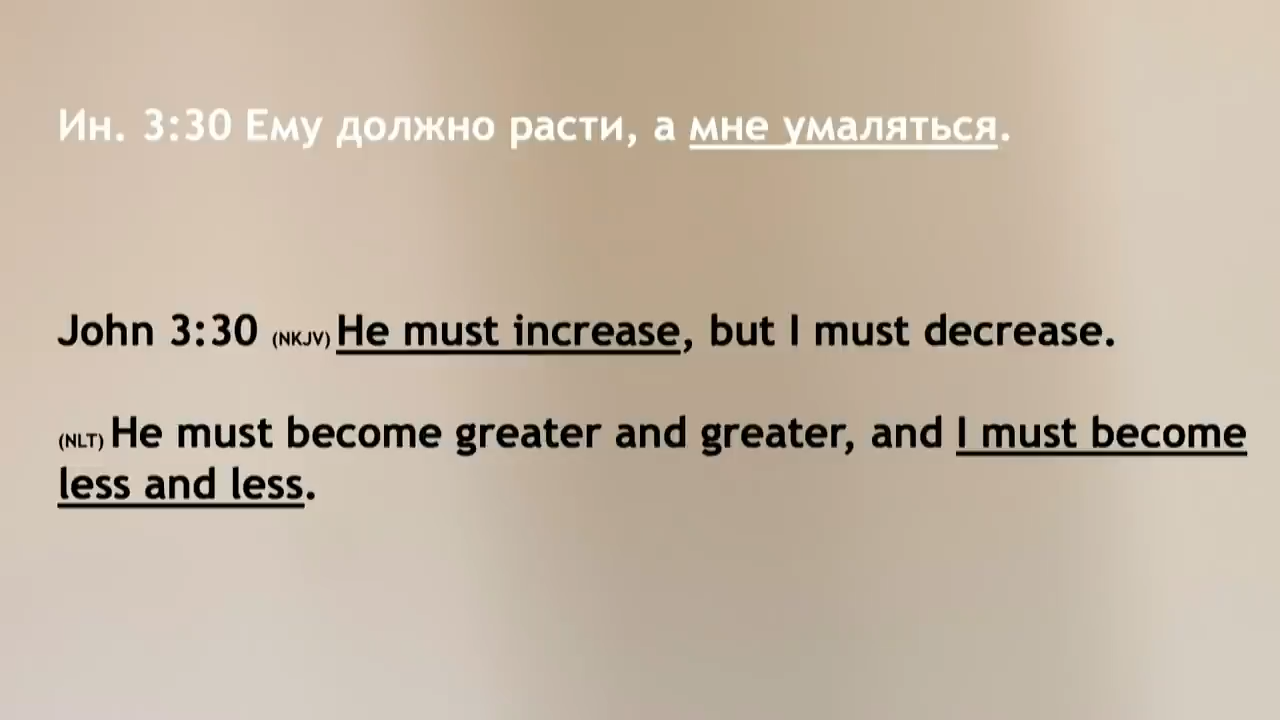 Ин. 3:30 Ему должно расти, а мне умаляться.
John 3:30 (NKJV) He must increase, but I must decrease.
(NLT) He must become greater and greater, and I must become
less and less.